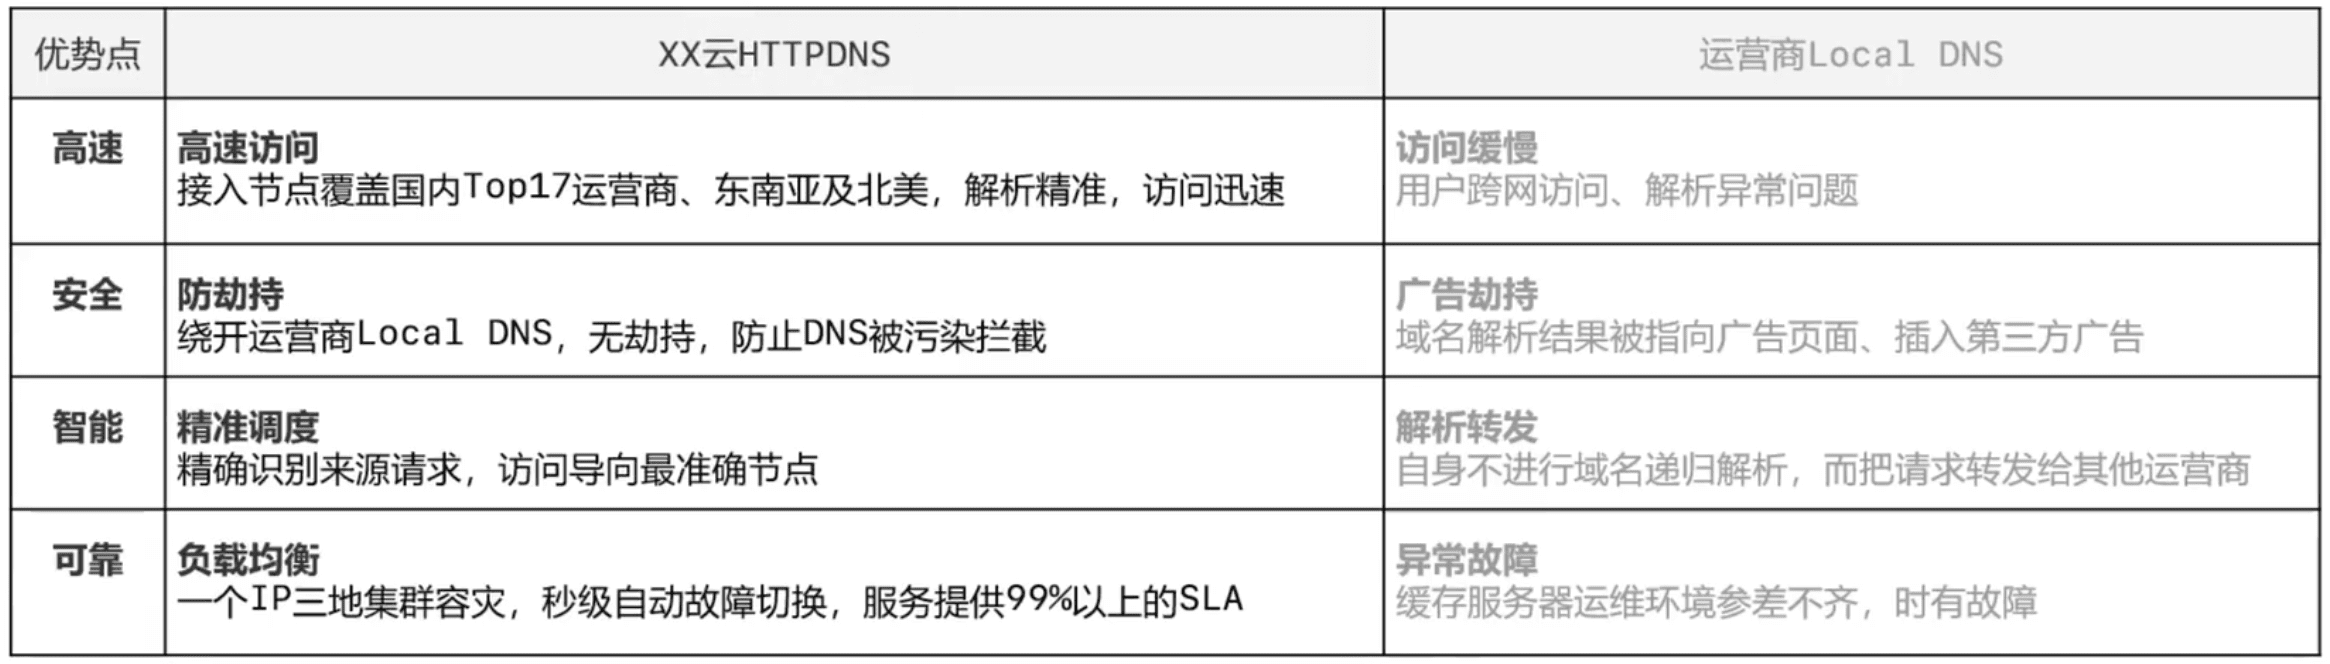 优势点
XX云HTTPDNS
运营商Local DNS
高速
高速访问
接入节点覆盖国内Top17运营商、东南亚及北美，解析精准，访问迅速
访问缓慢
用户跨网访问、解析异常问题
安全
防劫持
绕开运营商Local DNS，无劫持，防止DNS被污染拦截
广告劫持
域名解析结果被指向广告页面、插入第三方广告
智能
精准调度
精确识别来源请求，访问导向最准确节点
解析转发
自身不进行域名递归解析，而把请求转发给其他运营商
可靠
负载均衡
一个IP三地集群容灾，秒级自动故障切换，服务提供99%以上的SLA
异常故障
缓存服务器运维环境参差不齐，时有故障